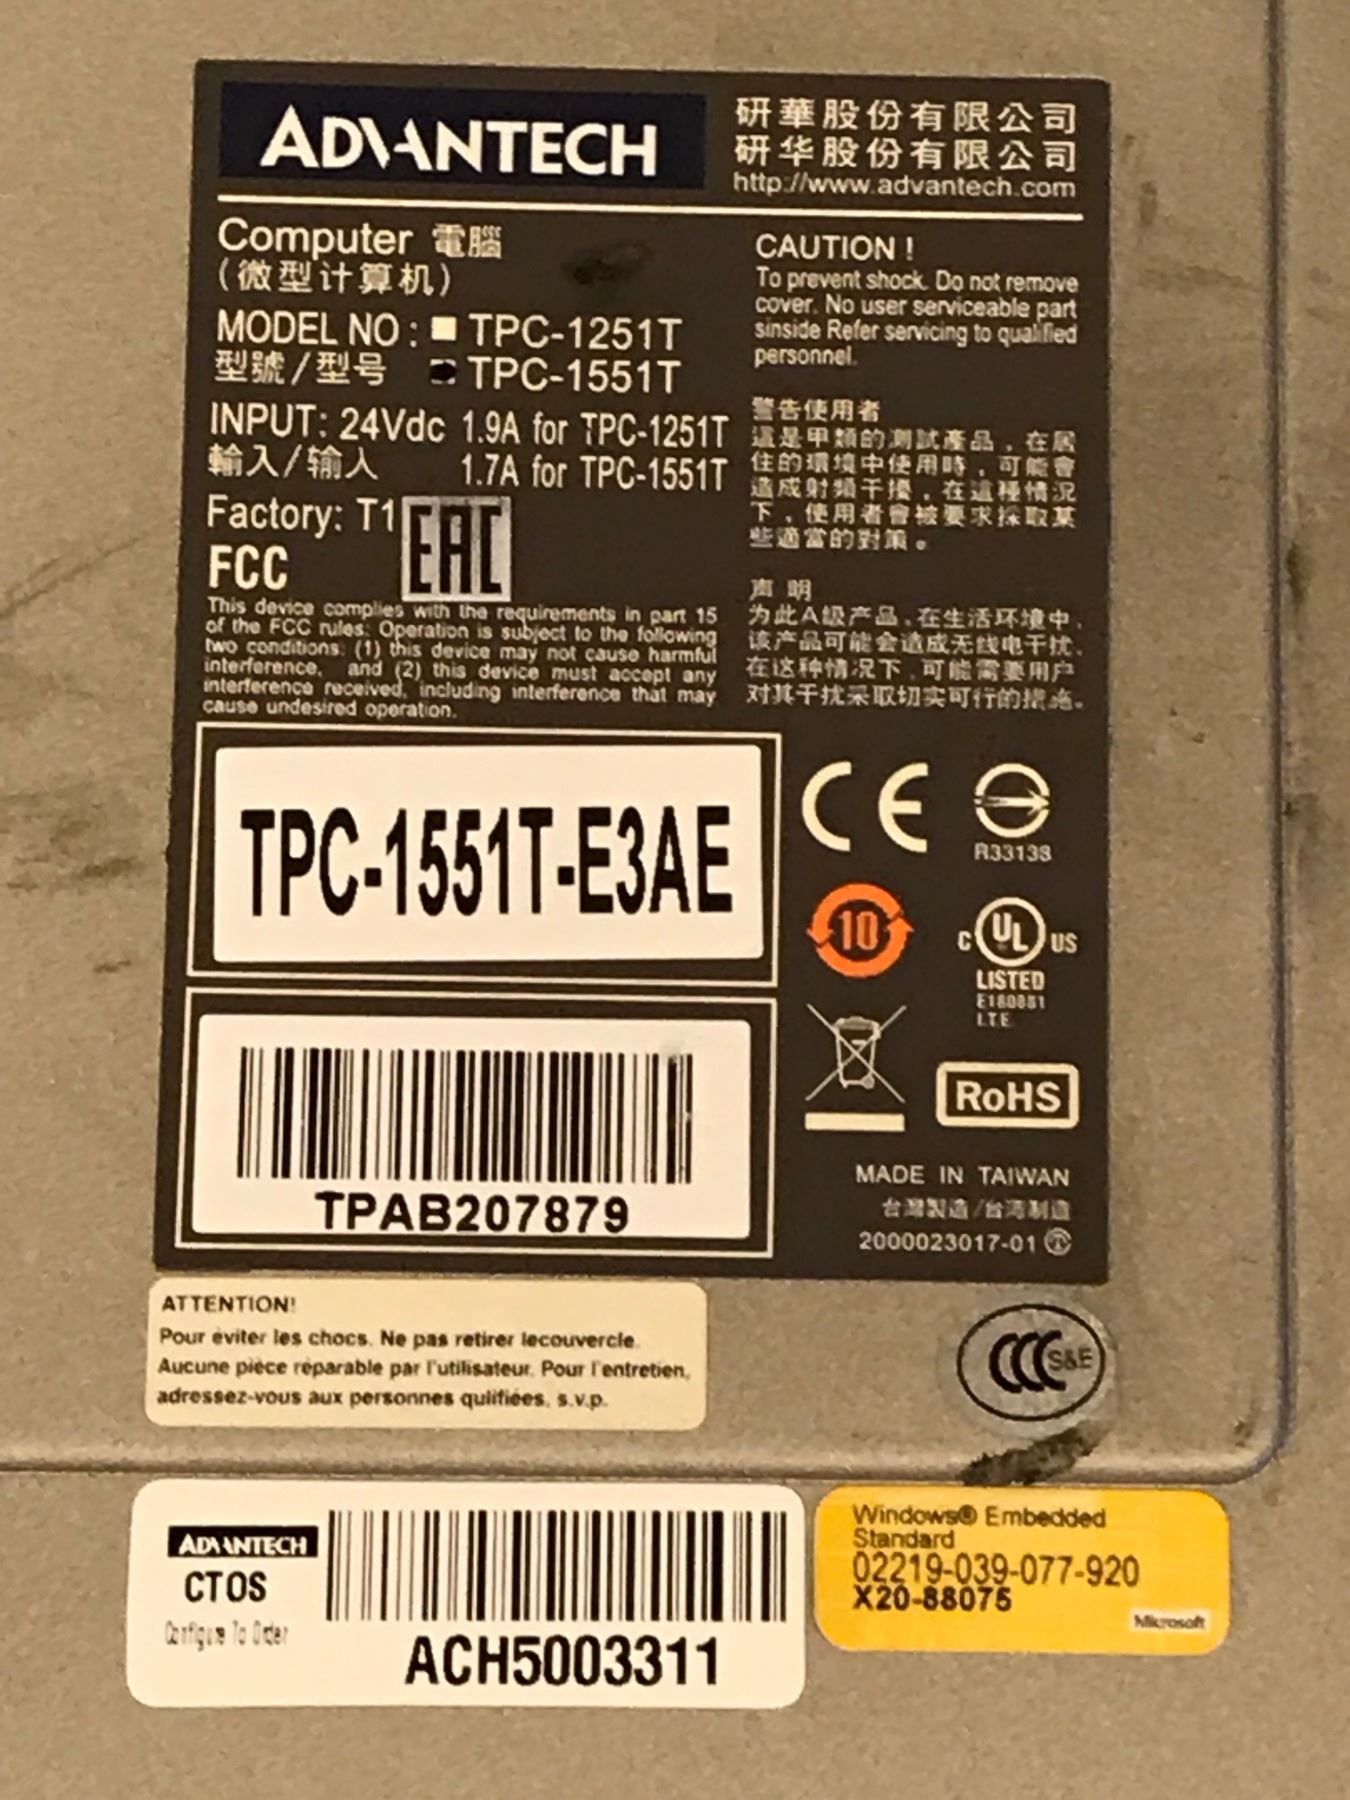 ADVANTECH
研華股份有限公司
研华股份有限公司
http://www.advantech.com
Computer 電腦
(微型计算机)
MODEL NO : TPC-1251T
型號/型号 TPC-1551T
INPUT: 24Vdc 1.9A for TPC-1251T
輸入/输入 1.7A for TPC-1551T
Factory: T1 EAC
FCC
This device complies with the requirements in part 15
of the FCC rules: Operation is subject to the following
two conditions: (1) this device may not cause harmful
interference, and (2) this device must accept any
interference received, including interference that may
cause undesired operation.
CAUTION !
To prevent shock. Do not remove
cover. No user serviceable part
sinside Refer servicing to qualified
personnel.
警告使用者
這是甲類的測試產品，在居
住的環境中使用時，可能會
造成射頻干擾，在這種情況
下，使用者會被要求採取某
些適當的對策。
声 明
为此A级产品，在生活环境中，
该产品可能会造成无线电干扰，
在这种情况下，可能需要用户
对其干扰采取切实可行的措施。
TPC-1551T-E3AE
CE
R33138
10
C UL US
LISTED
E180881
I.T.E.
RoHS
TPAB207879
MADE IN TAIWAN
台灣製造/台湾制造
2000023017-01
ATTENTION!
Pour éviter les chocs. Ne pas retirer lecouvercle.
Aucune pièce réparable par l'utilisateur. Pour l'entretien,
adressez-vous aux personnes qulifiées, s.v.p.
CCC S&E
ADVANTECH
CTOS
Configure To Order
ACH5003311
Windows® Embedded
Standard
02219-039-077-920
X20-88075
Microsoft